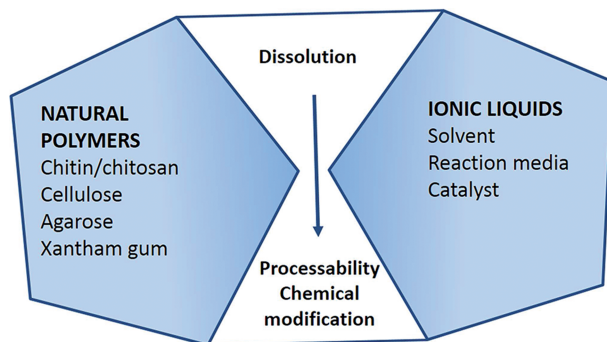 NATURAL
POLYMERS
Chitin/chitosan
Cellulose
Agarose
Xantham gum
Dissolution
Processability
Chemical
modification
IONIC LIQUIDS
Solvent
Reaction media
Catalyst